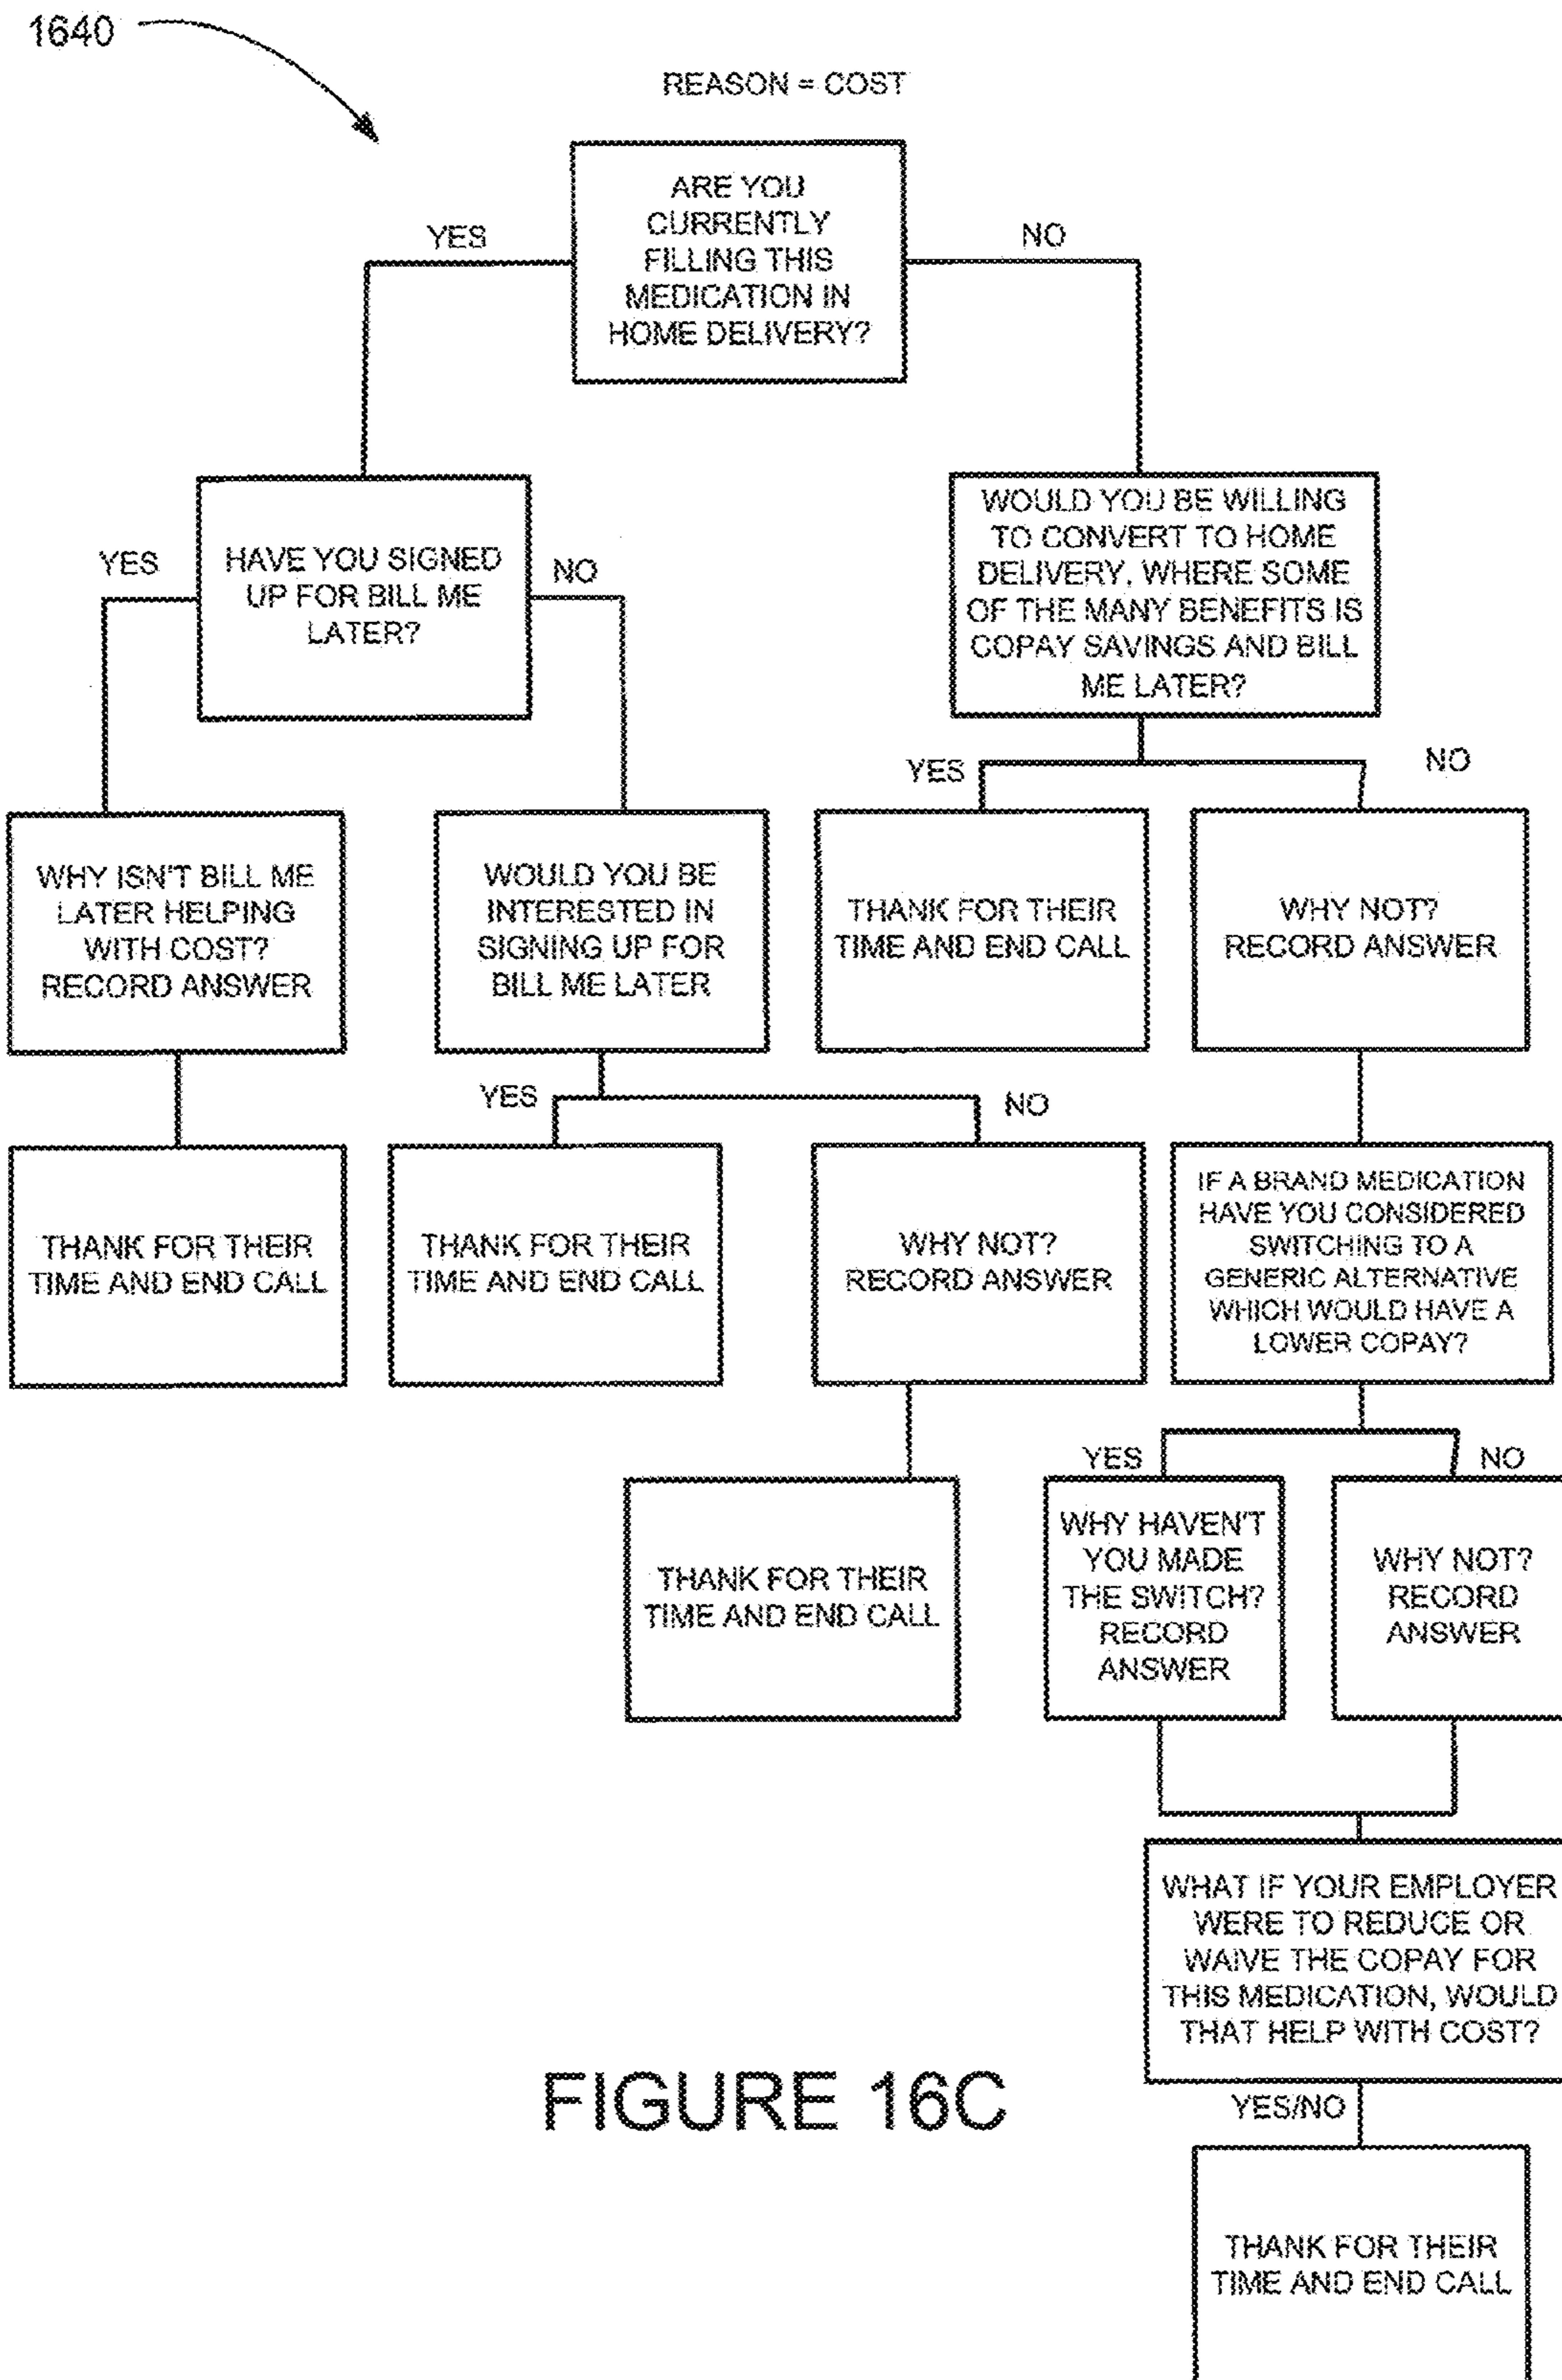 1640
REASON = COST
ARE YOU
CURRENTLY
FILLING THIS
MEDICATION IN
HOME DELIVERY?
YES
NO
HAVE YOU SIGNED
UP FOR BILL ME
LATER?
YES
NO
WOULD YOU BE WILLING
TO CONVERT TO HOME
DELIVERY, WHERE SOME
OF THE MANY BENEFITS IS
COPAY SAVINGS AND BILL
ME LATER?
YES
NO
WHY ISN'T BILL ME
LATER HELPING
WITH COST?
RECORD ANSWER
WOULD YOU BE
INTERESTED IN
SIGNING UP FOR
BILL ME LATER
THANK FOR THEIR
TIME AND END CALL
WHY NOT?
RECORD ANSWER
YES
NO
THANK FOR THEIR
TIME AND END CALL
THANK FOR THEIR
TIME AND END CALL
WHY NOT?
RECORD ANSWER
IF A BRAND MEDICATION
HAVE YOU CONSIDERED
SWITCHING TO A
GENERIC ALTERNATIVE
WHICH WOULD HAVE A
LOWER COPAY?
YES
NO
THANK FOR THEIR
TIME AND END CALL
WHY HAVEN'T
YOU MADE
THE SWITCH?
RECORD
ANSWER
WHY NOT?
RECORD
ANSWER
WHAT IF YOUR EMPLOYER
WERE TO REDUCE OR
WAIVE THE COPAY FOR
THIS MEDICATION, WOULD
THAT HELP WITH COST?
YES/NO
THANK FOR THEIR
TIME AND END CALL
FIGURE 16C